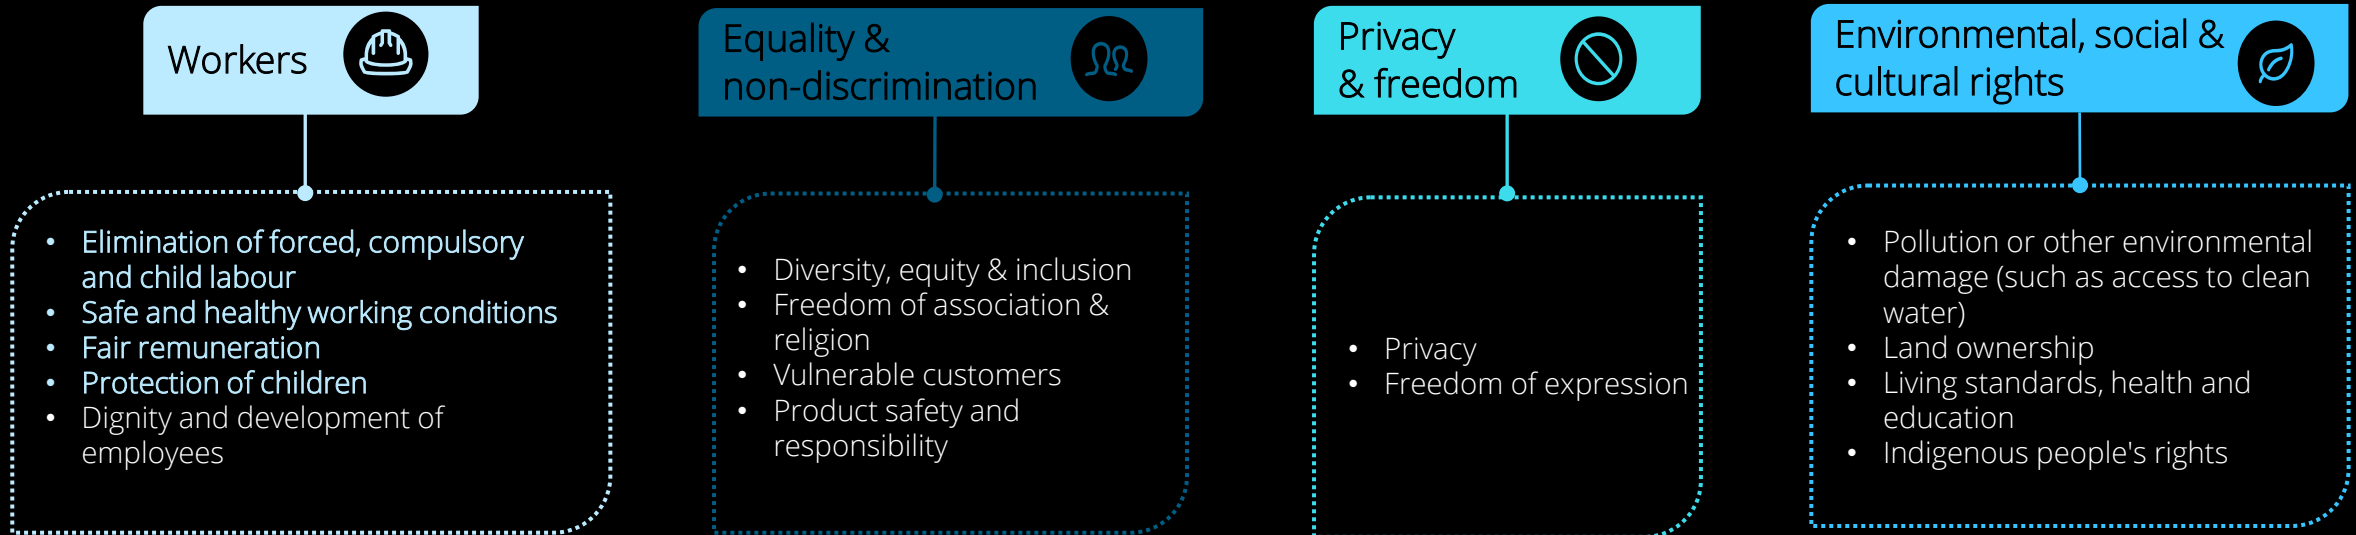 Workers
• Elimination of forced, compulsory
and child labour
• Safe and healthy working conditions
• Fair remuneration
• Protection of children
• Dignity and development of
employees
Equality &
non-discrimination
• Diversity, equity & inclusion
• Freedom of association &
religion
• Vulnerable customers
• Product safety and
responsibility
Privacy
& freedom
• Privacy
• Freedom of expression
Environmental, social &
cultural rights
• Pollution or other environmental
damage (such as access to clean
water)
• Land ownership
• Living standards, health and
education
• Indigenous people's rights